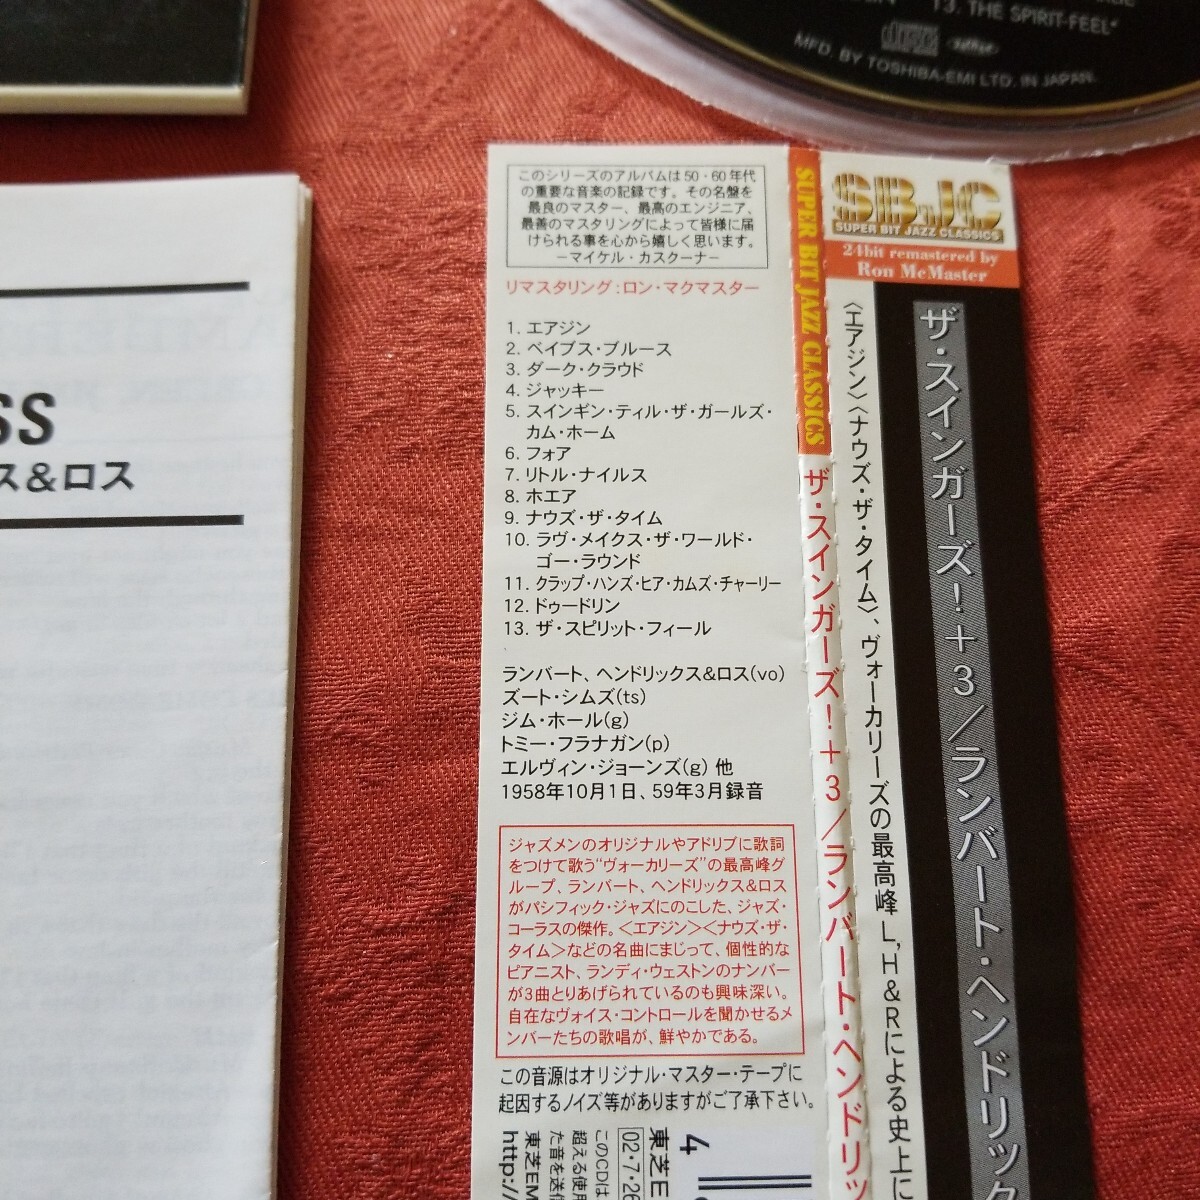 13. THE SPIRIT-FEEL*
MFD. BY TOSHIBA-EMI LTD. IN JAPAN.
SS
ス&ロス
このシリーズのアルバムは50・60年代
の重要な音楽の記録です。その名盤を
最良のマスター、最高のエンジニア、
最善のマスタリングによって皆様に届
けられる事を心から嬉しく思います。
−マイケル・カスクーナ−
リマスタリング:ロン・マクマスター
1. エアジン
2. ベイブス・ブルース
3. ダーク・クラウド
4. ジャッキー
5. スインギン・ティル・ザ・ガールズ・
カム・ホーム
6. フォア
7. リトル・ナイルス
8. ホエア
9. ナウズ・ザ・タイム
10. ラヴ・メイクス・ザ・ワールド・
ゴー・ラウンド
11. クラップ・ハンズ・ヒア・カムズ・チャーリー
12. ドゥードリン
13. ザ・スピリット・フィール
ランバート、ヘンドリックス&ロス(vo)
ズート・シムズ(ts)
ジム・ホール(g)
トミー・フラナガン(p)
エルヴィン・ジョーンズ(g) 他
1958年10月1日、59年3月録音
ジャズメンのオリジナルやアドリブに歌詞
をつけて歌う“ヴォーカリーズ”の最高峰グ
ループ、ランバート、ヘンドリックス&ロス
がパシフィック・ジャズにのこした、ジャズ・
コーラスの傑作。<エアジン><ナウズ・ザ・
タイム>などの名曲にまじって、個性的な
ピアニスト、ランディ・ウェストンのナンバー
が3曲とりあげられているのも興味深い。
自在なヴォイス・コントロールを聞かせるメ
ンバーたちの歌唱が、鮮やかである。
この音源はオリジナル・マスター・テープに
起因するノイズ等がありますがご了承下さい。
4
東芝E
02・7・26
このCDは
超える使用
た音を送信
東芝EM
http://
SUPER BIT JAZZ CLASSICS
ザ・スインガーズ!+3/ランバート・ヘンドリッ
SBJC
SUPER BIT JAZZ CLASSICS
24bit remastered by
Ron McMaster
〈エアジン〉〈ナウズ・ザ・タイム〉、ヴォーカリーズの最高峰 L,H&Rによる史上に
ザ・スインガーズ!+3/ランバート・ヘンドリック